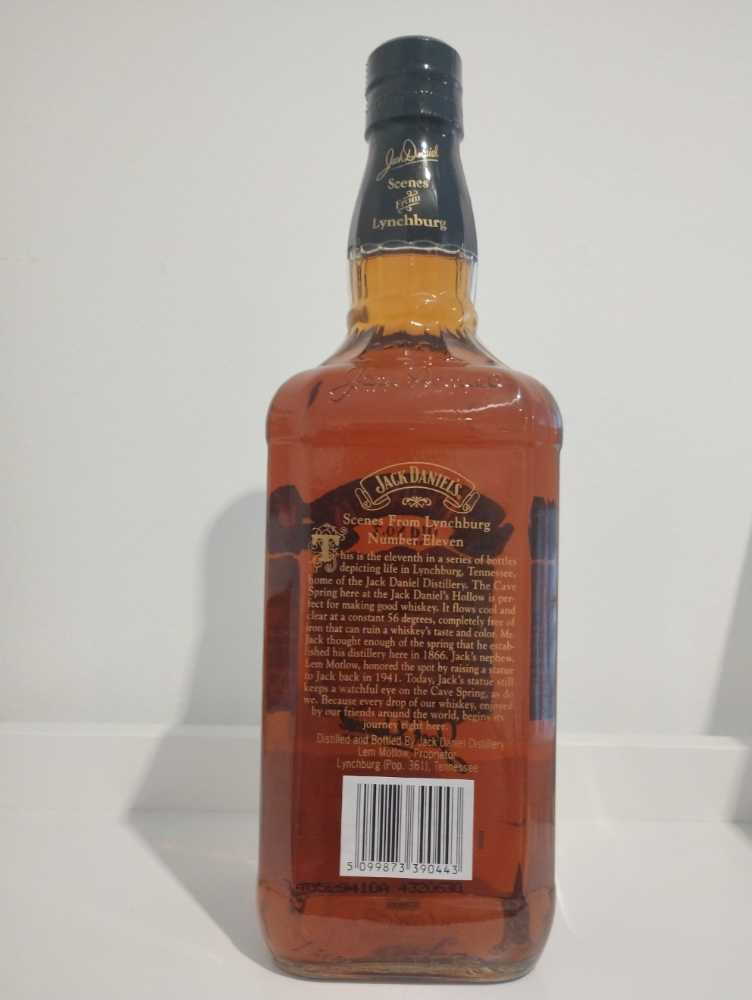 Jack Daniel
Scenes
From
Lynchburg
JACK DANIEL'S
Scenes From Lynchburg
Number Eleven
This is the eleventh in a series of bottles
depicting life in Lynchburg, Tennessee,
home of the Jack Daniel Distillery. The Cave
Spring here at the Jack Daniel's Hollow is per-
fect for making good whiskey. It flows cool and
clear at a constant 56 degrees, completely free of
iron that can ruin a whiskey's taste and color. Mr.
Jack thought enough of the spring that he estab-
lished his distillery here in 1866. Jack's nephew,
Lem Motlow, honored the spot by raising a statue
to Jack back in 1941. Today, Jack's statue still
keeps a watchful eye on the Cave Spring, as do
we. Because every drop of our whiskey, enjoyed
by our friends around the world, begins its
journey right here.
Distilled and Bottled By Jack Daniel Distillery
Lem Motlow, Proprietor
Lynchburg (Pop. 361), Tennessee
5 099873 390443